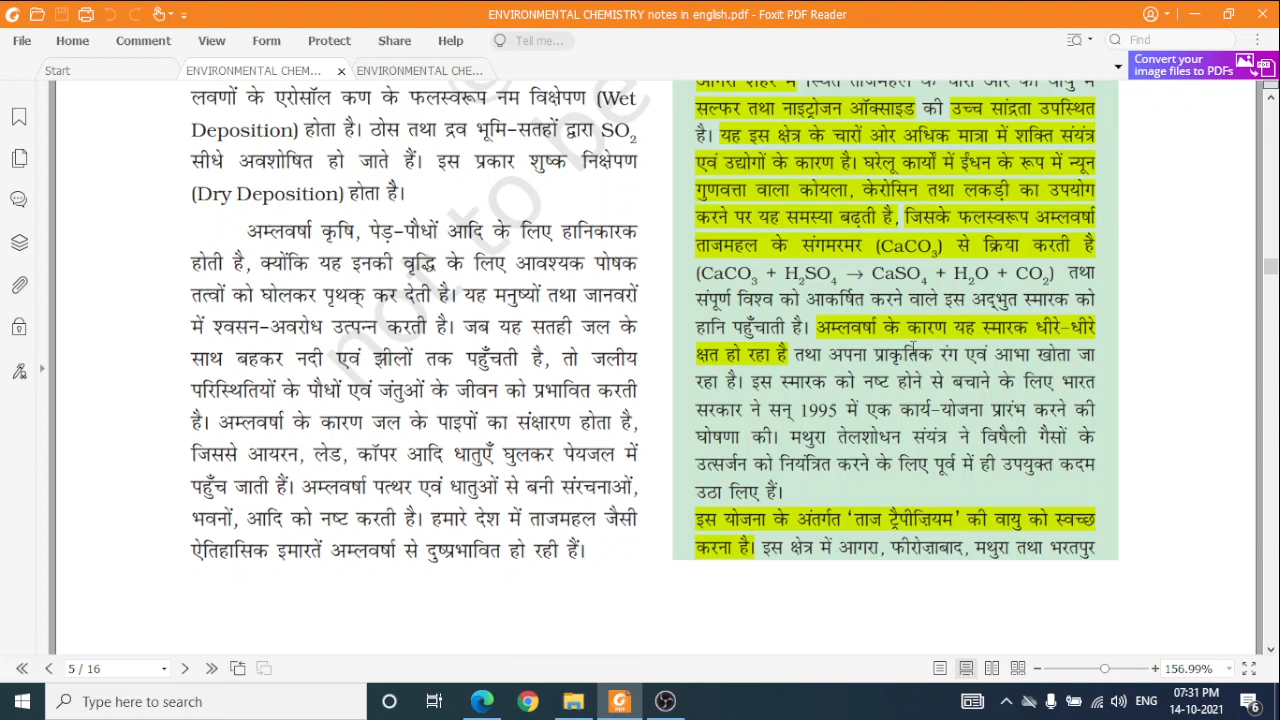 ENVIRONMENTAL CHEMISTRY notes in english.pdf - Foxit PDF Reader
File Home Comment View Form Protect Share Help Tell me... Find
Start ENVIRONMENTAL CHEM... ENVIRONMENTAL CHE...
Convert your
image files to PDFs
लवणों के एरोसॉल कण के फलस्वरूप नम विक्षेपण (Wet
Deposition) होता है। ठोस तथा द्रव भूमि–सतहों द्वारा SO₂
सीधे अवशोषित हो जाते हैं। इस प्रकार शुष्क निक्षेपण
(Dry Deposition) होता है।
अम्लवर्षा कृषि, पेड़–पौधों आदि के लिए हानिकारक
होती है, क्योंकि यह इनकी वृद्धि के लिए आवश्यक पोषक
तत्वों को घोलकर पृथक् कर देती है। यह मनुष्यों तथा जानवरों
में श्वसन–अवरोध उत्पन्न करती है। जब यह सतही जल के
साथ बहकर नदी एवं झीलों तक पहुँचती है, तो जलीय
परिस्थितियों के पौधों एवं जंतुओं के जीवन को प्रभावित करती
है। अम्लवर्षा के कारण जल के पाइपों का संक्षारण होता है,
जिससे आयरन, लेड, कॉपर आदि धातुएँ घुलकर पेयजल में
पहुँच जाती हैं। अम्लवर्षा पत्थर एवं धातुओं से बनी संरचनाओं,
भवनों, आदि को नष्ट करती है। हमारे देश में ताजमहल जैसी
ऐतिहासिक इमारतें अम्लवर्षा से दुष्प्रभावित हो रही हैं।
आगरा शहर में स्थित ताजमहल के चारों ओर की वायु में
सल्फर तथा नाइट्रोजन ऑक्साइड की उच्च सांद्रता उपस्थित
है। यह इस क्षेत्र के चारों ओर अधिक मात्रा में शक्ति संयंत्र
एवं उद्योगों के कारण है। घरेलू कार्यों में ईंधन के रूप में न्यून
गुणवत्ता वाला कोयला, केरोसिन तथा लकड़ी का उपयोग
करने पर यह समस्या बढ़ती है, जिसके फलस्वरूप अम्लवर्षा
ताजमहल के संगमरमर (CaCO₃) से क्रिया करती है
(CaCO₃ + H₂SO₄ → CaSO₄ + H₂O + CO₂) तथा
संपूर्ण विश्व को आकर्षित करने वाले इस अद्भुत स्मारक को
हानि पहुँचाती है। अम्लवर्षा के कारण यह स्मारक धीरे–धीरे
क्षत हो रहा है तथा अपना प्राकृतिक रंग एवं आभा खोता जा
रहा है। इस स्मारक को नष्ट होने से बचाने के लिए भारत
सरकार ने सन् 1995 में एक कार्य–योजना प्रारंभ करने की
घोषणा की। मथुरा तेलशोधन संयंत्र ने विषैली गैसों के
उत्सर्जन को नियंत्रित करने के लिए पूर्व में ही उपयुक्त कदम
उठा लिए हैं।
इस योजना के अंतर्गत ‘ताज ट्रैपीज़ियम’ की वायु को स्वच्छ
करना है। इस क्षेत्र में आगरा, फीरोज़ाबाद, मथुरा तथा भरतपुर
not to be
5 / 16 156.99%
Type here to search ENG 07:31 PM
14-10-2021 6